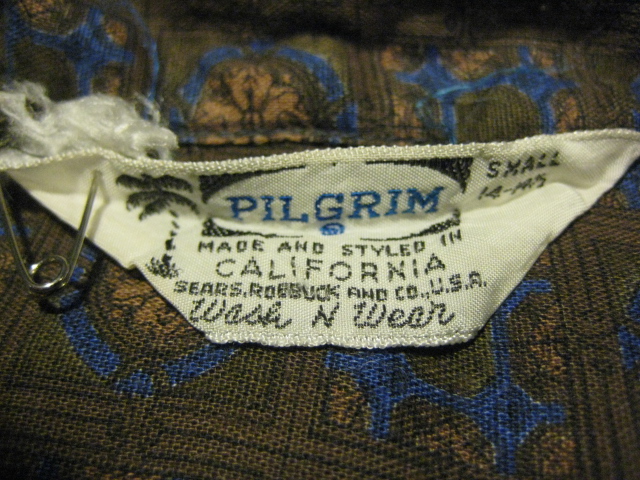 PILGRIM
®
SMALL
14-14½
MADE AND STYLED IN
CALIFORNIA
SEARS, ROEBUCK AND CO., U.S.A.
Wash N Wear